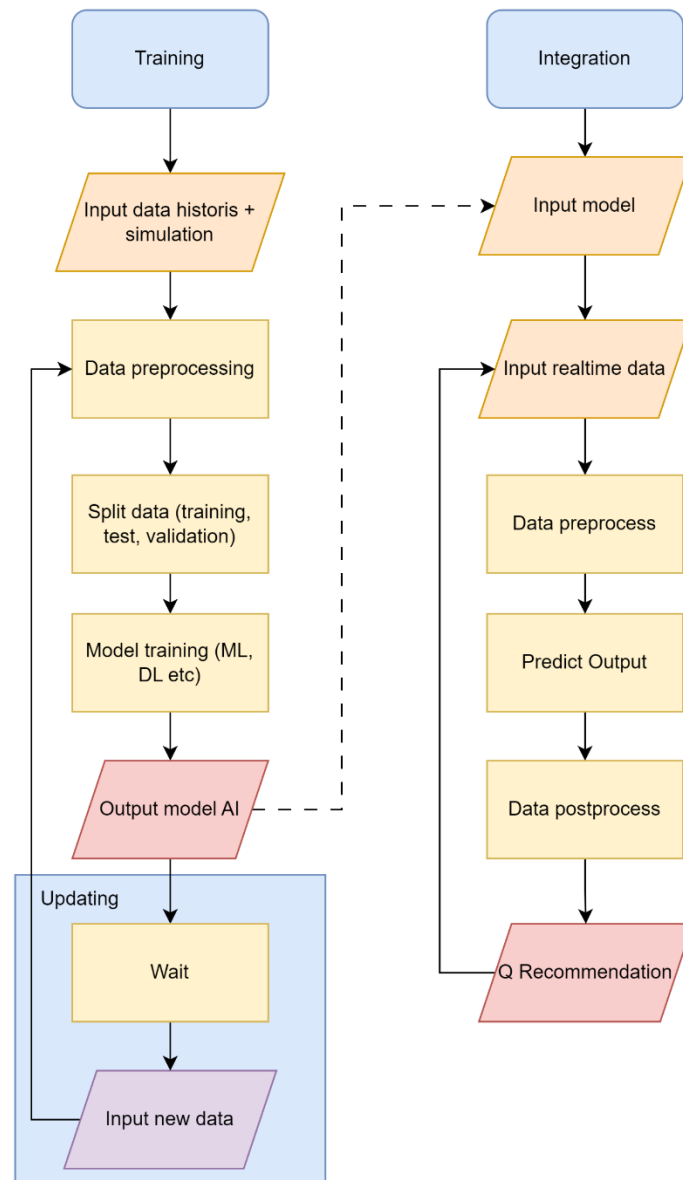 Training
Input data historis +
simulation
Data preprocessing
Split data (training,
test, validation)
Model training (ML,
DL etc)
Output model AI
Updating
Wait
Input new data
Integration
Input model
Input realtime data
Data preprocess
Predict Output
Data postprocess
Q Recommendation